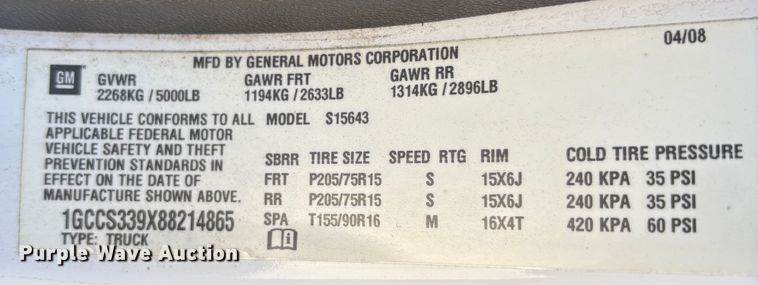 04/08
MFD BY GENERAL MOTORS CORPORATION
GM
GVWR GAWR FRT GAWR RR
2268KG / 5000LB 1194KG / 2633LB 1314KG / 2896LB
THIS VEHICLE CONFORMS TO ALL MODEL S15643
APPLICABLE FEDERAL MOTOR
VEHICLE SAFETY AND THEFT
PREVENTION STANDARDS IN
EFFECT ON THE DATE OF
MANUFACTURE SHOWN ABOVE.
1GCCS339X88214865
TYPE: TRUCK
SBRR TIRE SIZE SPEED RTG RIM COLD TIRE PRESSURE
FRT P205/75R15 S 15X6J 240 KPA 35 PSI
RR P205/75R15 S 15X6J 240 KPA 35 PSI
SPA T155/90R16 M 16X4T 420 KPA 60 PSI
Purple Wave Auction